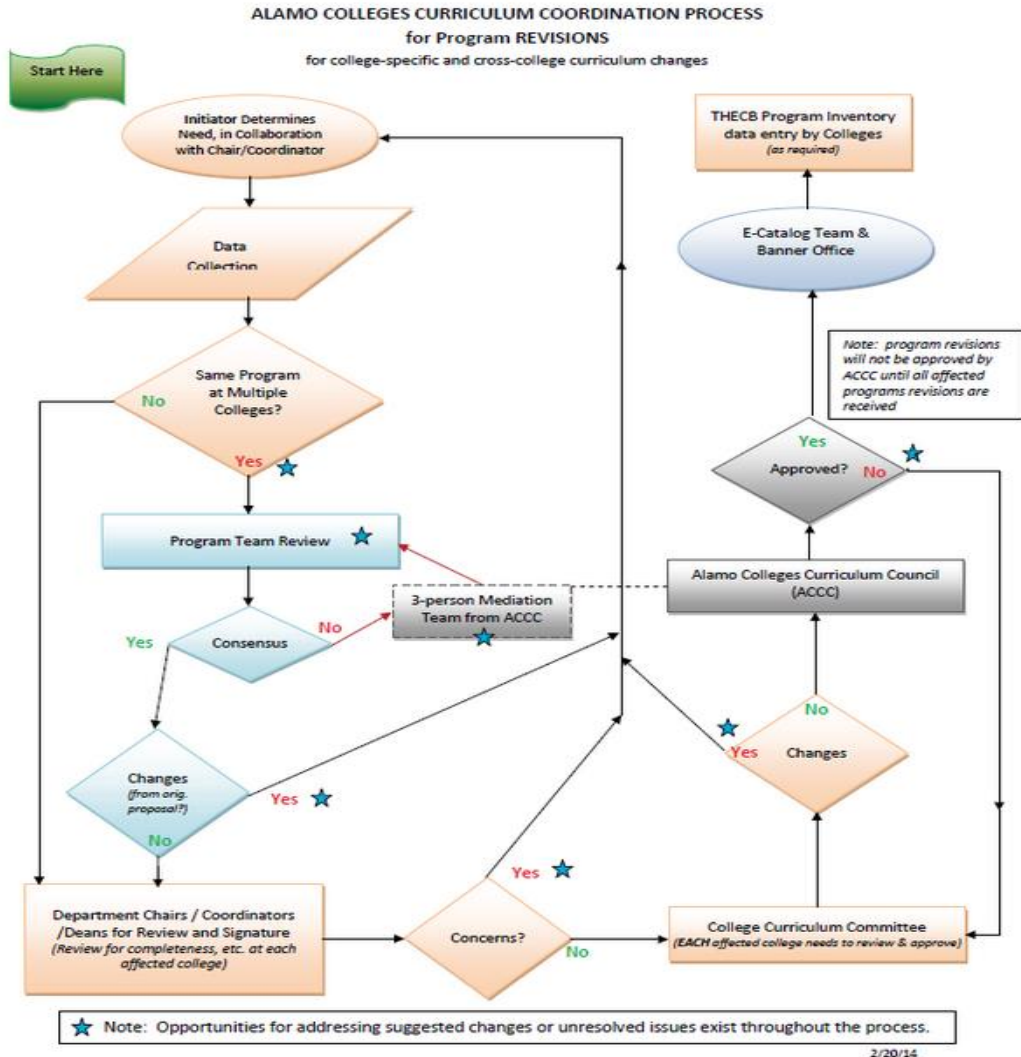 ALAMO COLLEGES CURRICULUM COORDINATION PROCESS
for Program REVISIONS
for college-specific and cross-college curriculum changes
Start Here
Initiator Determines
Need, in Collaboration
with Chair/Coordinator
THECB Program Inventory
data entry by Colleges
(as required)
Data
Collection
E-Catalog Team &
Banner Office
Same Program
at Multiple
Colleges?
No
Yes
Note: program revisions
will not be approved by
ACCC until all affected
programs revisions are
received
Yes
Approved?
No
Program Team Review
Alamo Colleges Curriculum Council
(ACCC)
3-person Mediation
Team from ACCC
Yes
Consensus
No
No
Changes
Yes
Changes
(from orig.
proposal?)
Yes
No
Department Chairs / Coordinators
/Deans for Review and Signature
(Review for completeness, etc. at each
affected college)
Yes
Concerns?
No
College Curriculum Committee
(EACH affected college needs to review & approve)
Note: Opportunities for addressing suggested changes or unresolved issues exist throughout the process.
2/20/14